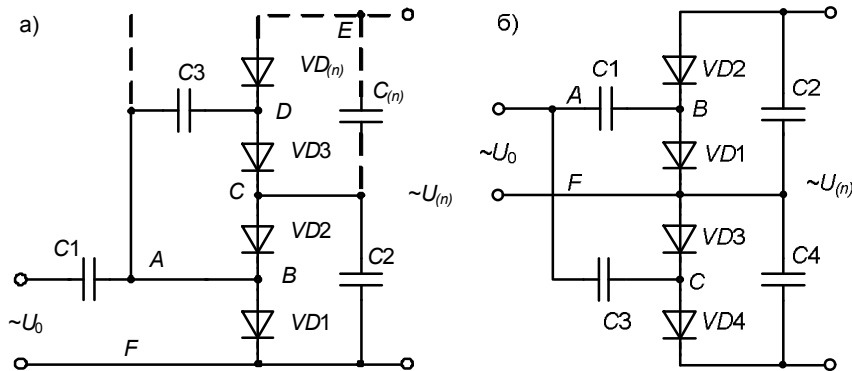 а)
E
C3
VD(n)
C(n)
D
VD3
C
~U(n)
VD2
C1
A
B
C2
~U0
VD1
F
б)
C1
VD2
A
B
C2
~U0
VD1
F
~U(n)
VD3
C4
C
C3
VD4